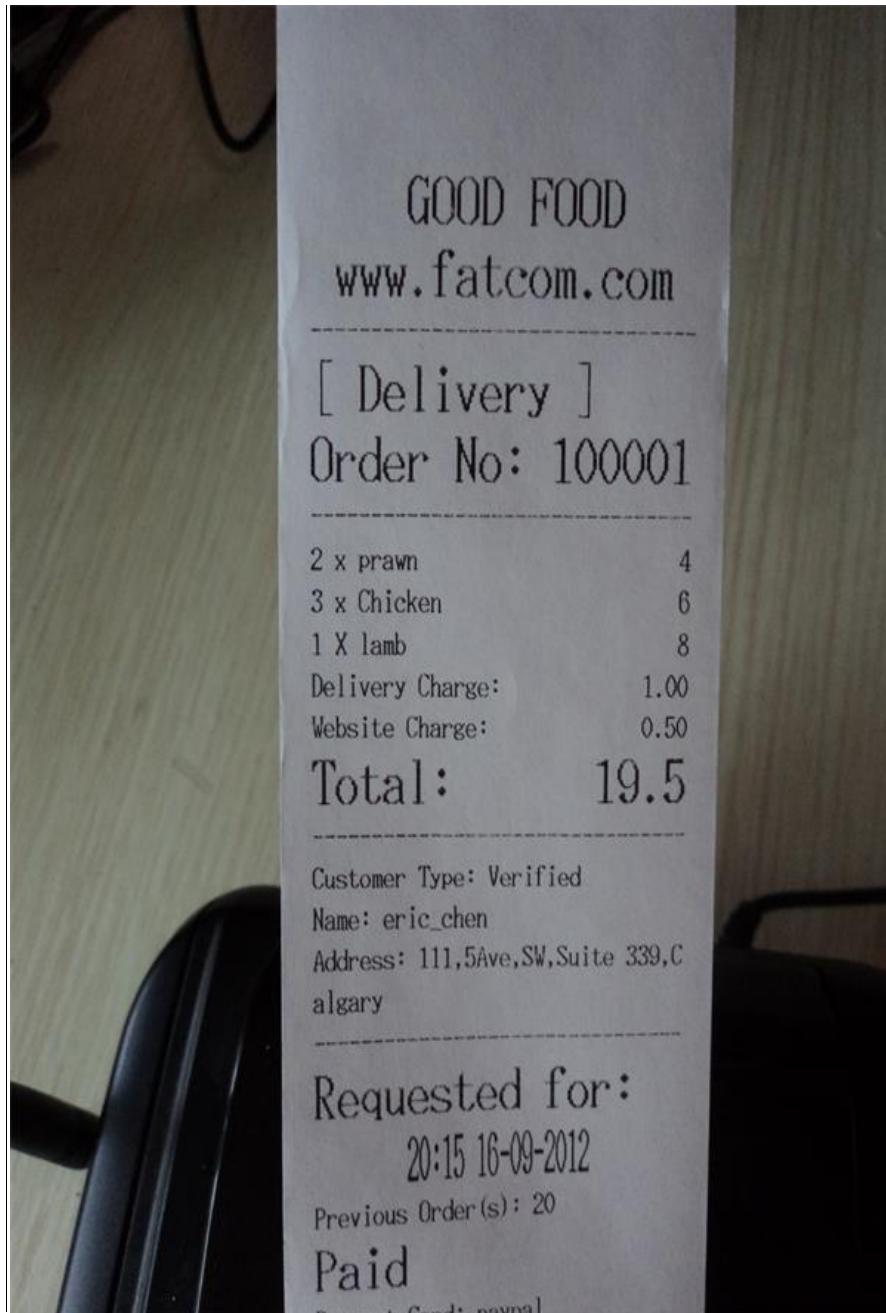 GOOD FOOD
www.fatcom.com
[ Delivery ]
Order No: 100001
2 x prawn 4
3 x Chicken 6
1 X lamb 8
Delivery Charge: 1.00
Website Charge: 0.50
Total: 19.5
Customer Type: Verified
Name: eric_chen
Address: 111,5Ave,SW,Suite 339,C
algary
Requested for:
20:15 16-09-2012
Previous Order(s): 20
Paid